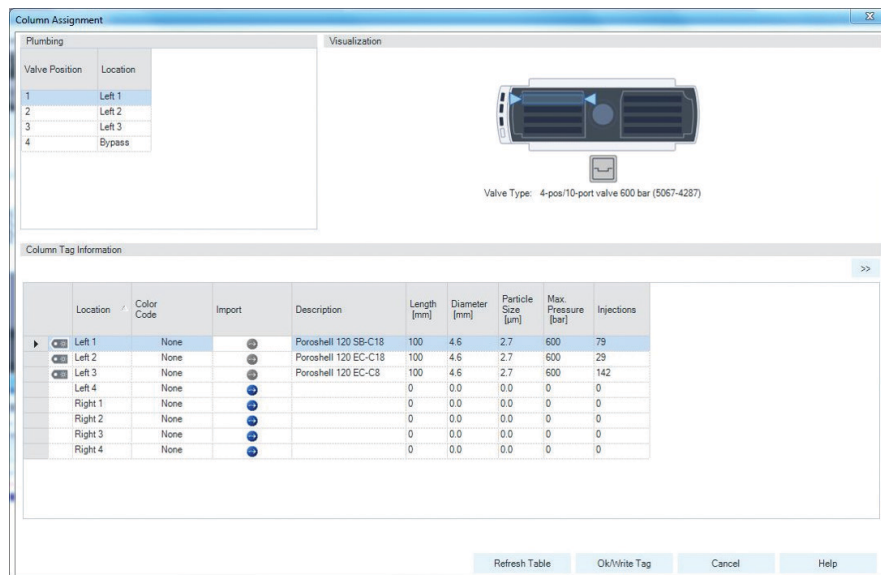 Column Assignment
Plumbing
Visualization
Valve Position Location
1 Left 1
2 Left 2
3 Left 3
4 Bypass
Valve Type: 4-pos/10-port valve 600 bar (5067-4287)
Column Tag Information
>>
Location Color Code Import Description Length [mm] Diameter [mm] Particle Size [µm] Max. Pressure [bar] Injections
Left 1 None Poroshell 120 SB-C18 100 4.6 2.7 600 79
Left 2 None Poroshell 120 EC-C18 100 4.6 2.7 600 29
Left 3 None Poroshell 120 EC-C8 100 4.6 2.7 600 142
Left 4 None 0 0.0 0.0 0 0
Right 1 None 0 0.0 0.0 0 0
Right 2 None 0 0.0 0.0 0 0
Right 3 None 0 0.0 0.0 0 0
Right 4 None 0 0.0 0.0 0 0
Refresh Table Ok/Write Tag Cancel Help